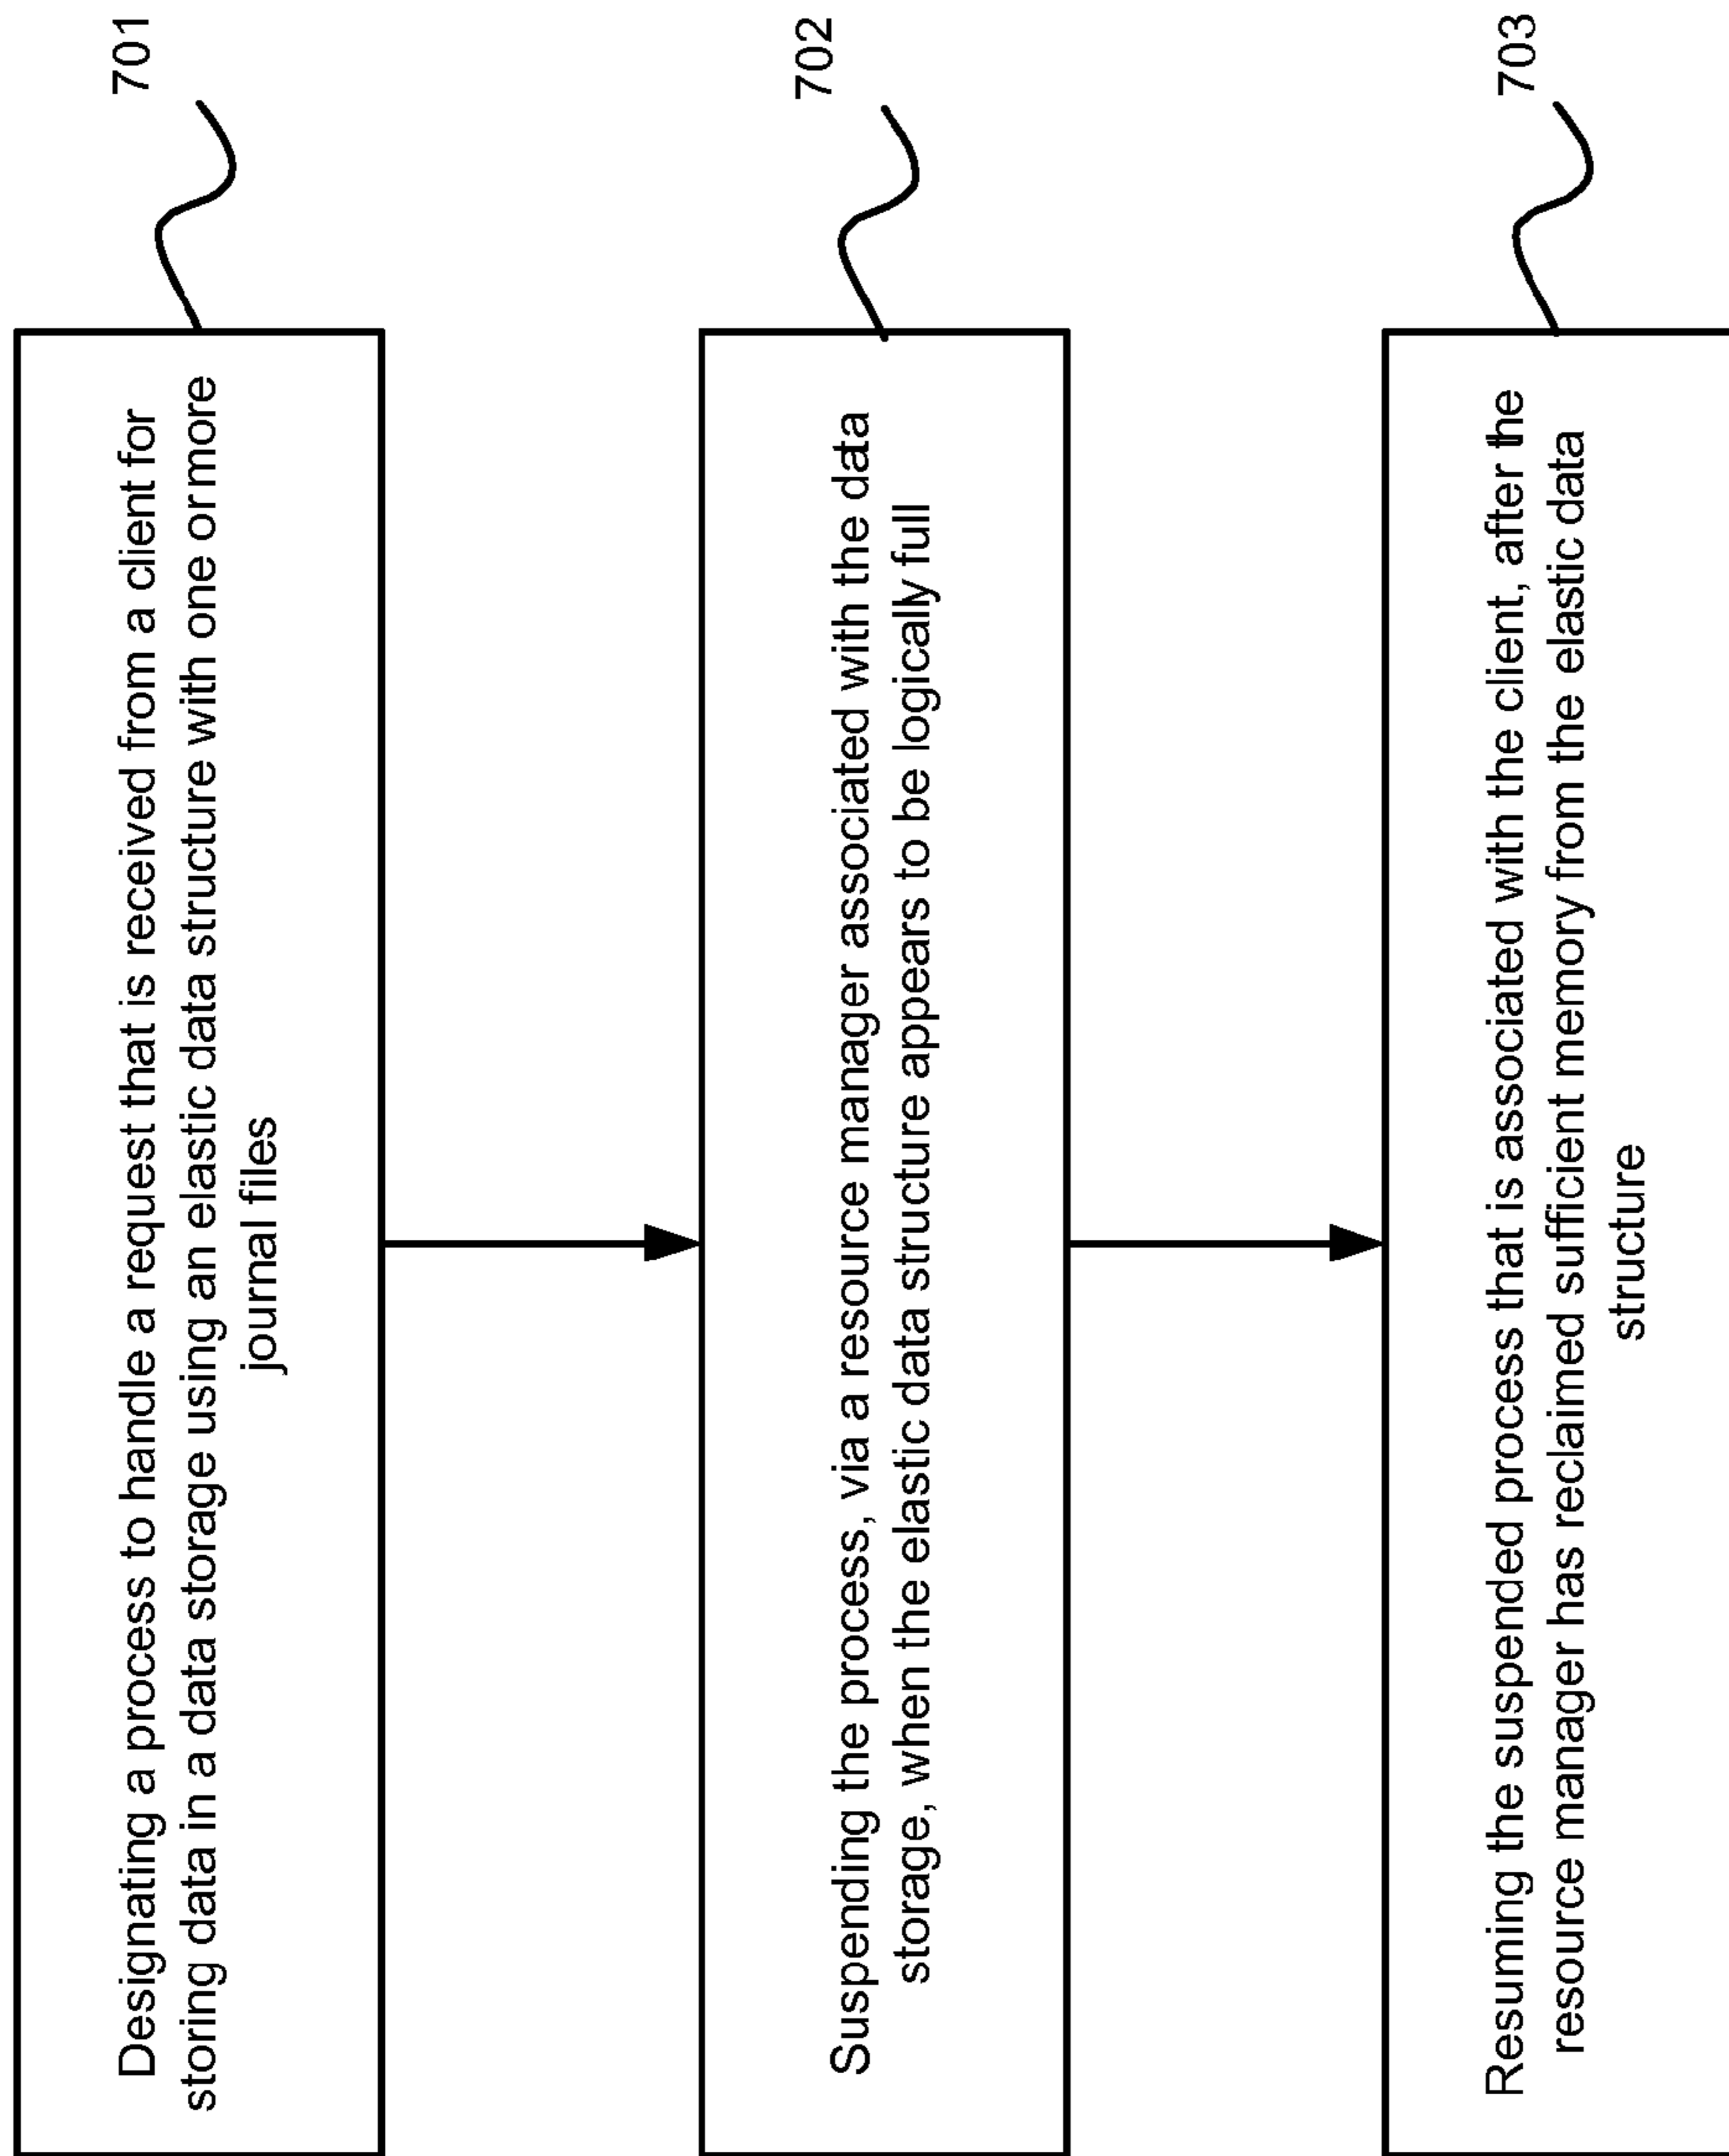 701
Designating a process to handle a request that is received from a client for
storing data in a data storage using an elastic data structure with one ormore
journal files
702
Suspending the process, via a resource manager associated with the data
storage, when the elastic data structure appears to be logically full
703
Resuming the suspended process that is associated with the client, after the
resource manager has reclaimed sufficient memory from the elastic data
structure